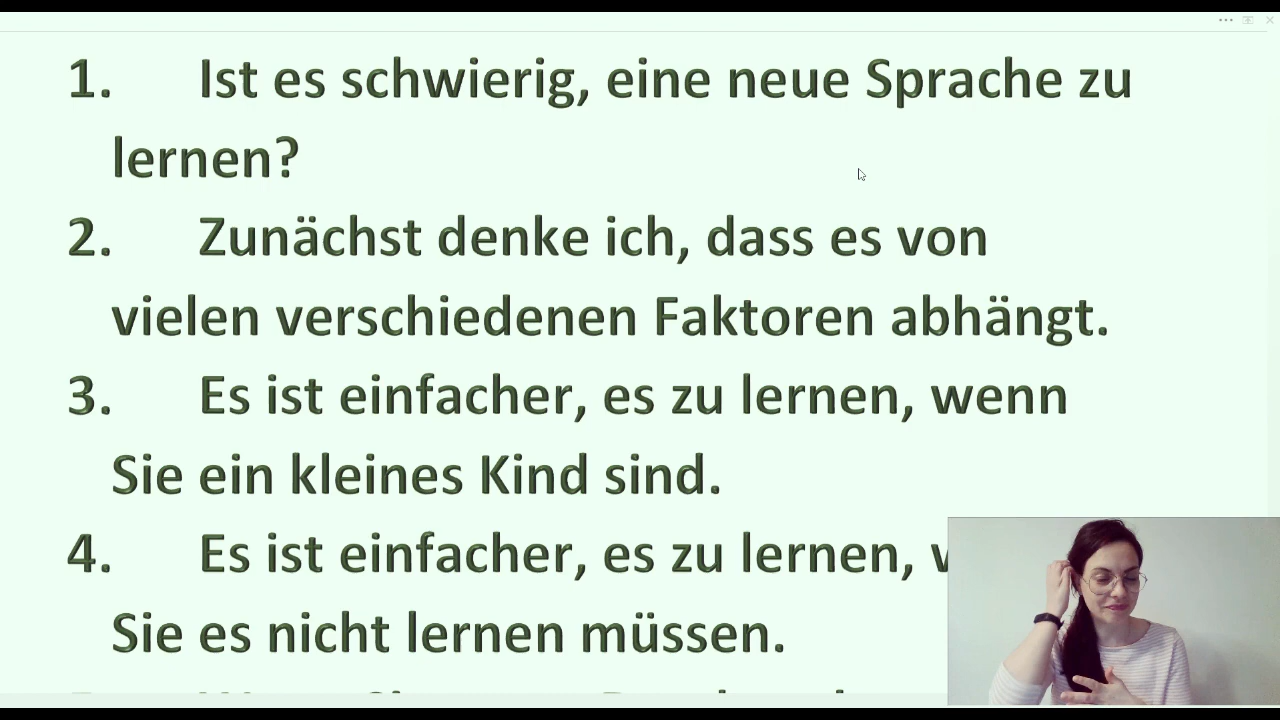 1. Ist es schwierig, eine neue Sprache zu
lernen?
2. Zunächst denke ich, dass es von
vielen verschiedenen Faktoren abhängt.
3. Es ist einfacher, es zu lernen, wenn
Sie ein kleines Kind sind.
4. Es ist einfacher, es zu lernen,
Sie es nicht lernen müssen.